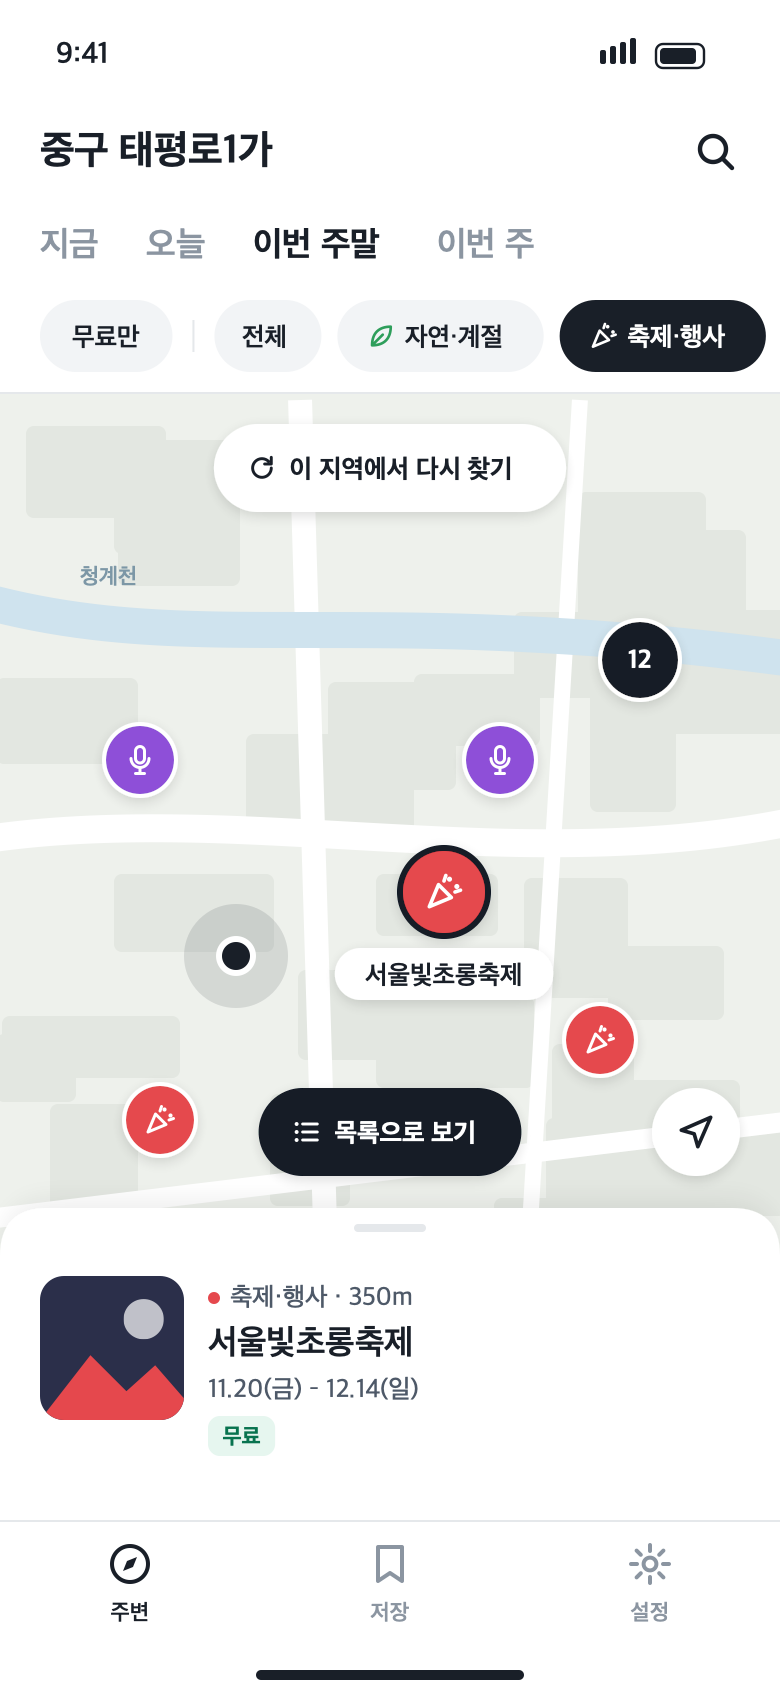 9:41
중구 태평로1가
지금 오늘 이번 주말 이번 주
무료만 전체 자연·계절 축제·행사
이 지역에서 다시 찾기
청계천
12
서울빛초롱축제
목록으로 보기
축제·행사 · 350m
서울빛초롱축제
11.20(금) - 12.14(일)
무료
주변 저장 설정